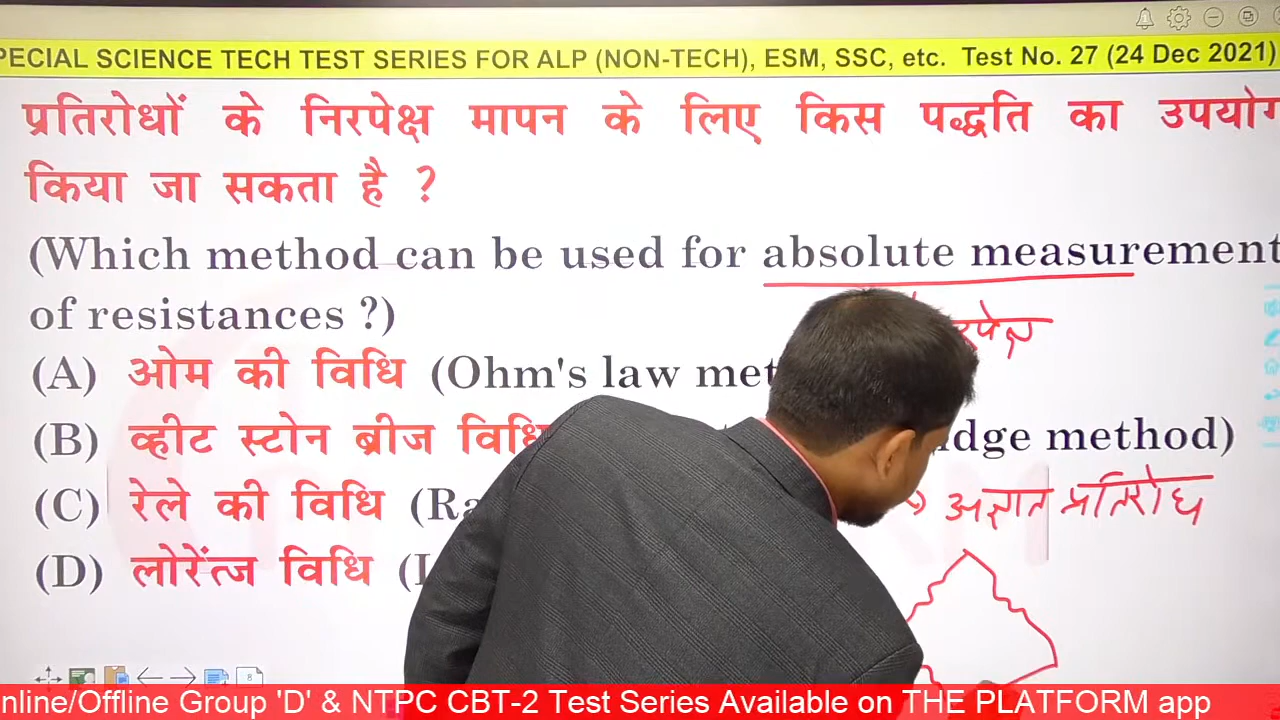 PECIAL SCIENCE TECH TEST SERIES FOR ALP (NON-TECH), ESM, SSC, etc. Test No. 27 (24 Dec 2021)
प्रतिरोधों के निरपेक्ष मापन के लिए किस पद्धति का उपयोग
किया जा सकता है ?
(Which method can be used for absolute measurement
of resistances ?)
(A) ओम की विधि (Ohm's law met
(B) व्हीट स्टोन ब्रीज विधि idge method)
(C) रेले की विधि (Ra
अज्ञात प्रतिरोध
(D) लोरेंत्ज विधि (
8
nline/Offline Group 'D' & NTPC CBT-2 Test Series Available on THE PLATFORM app